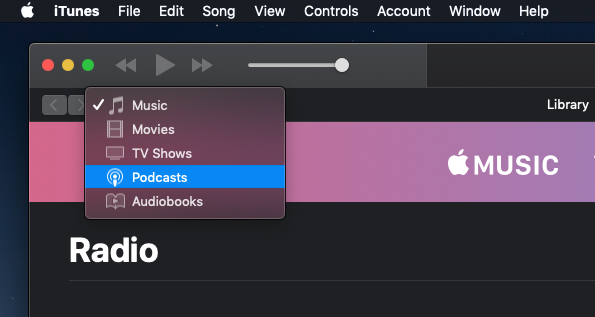 iTunes File Edit Song View Controls Account Window Help
Music
Library
Movies
TV Shows
MUSIC
Podcasts
Audiobooks
Radio